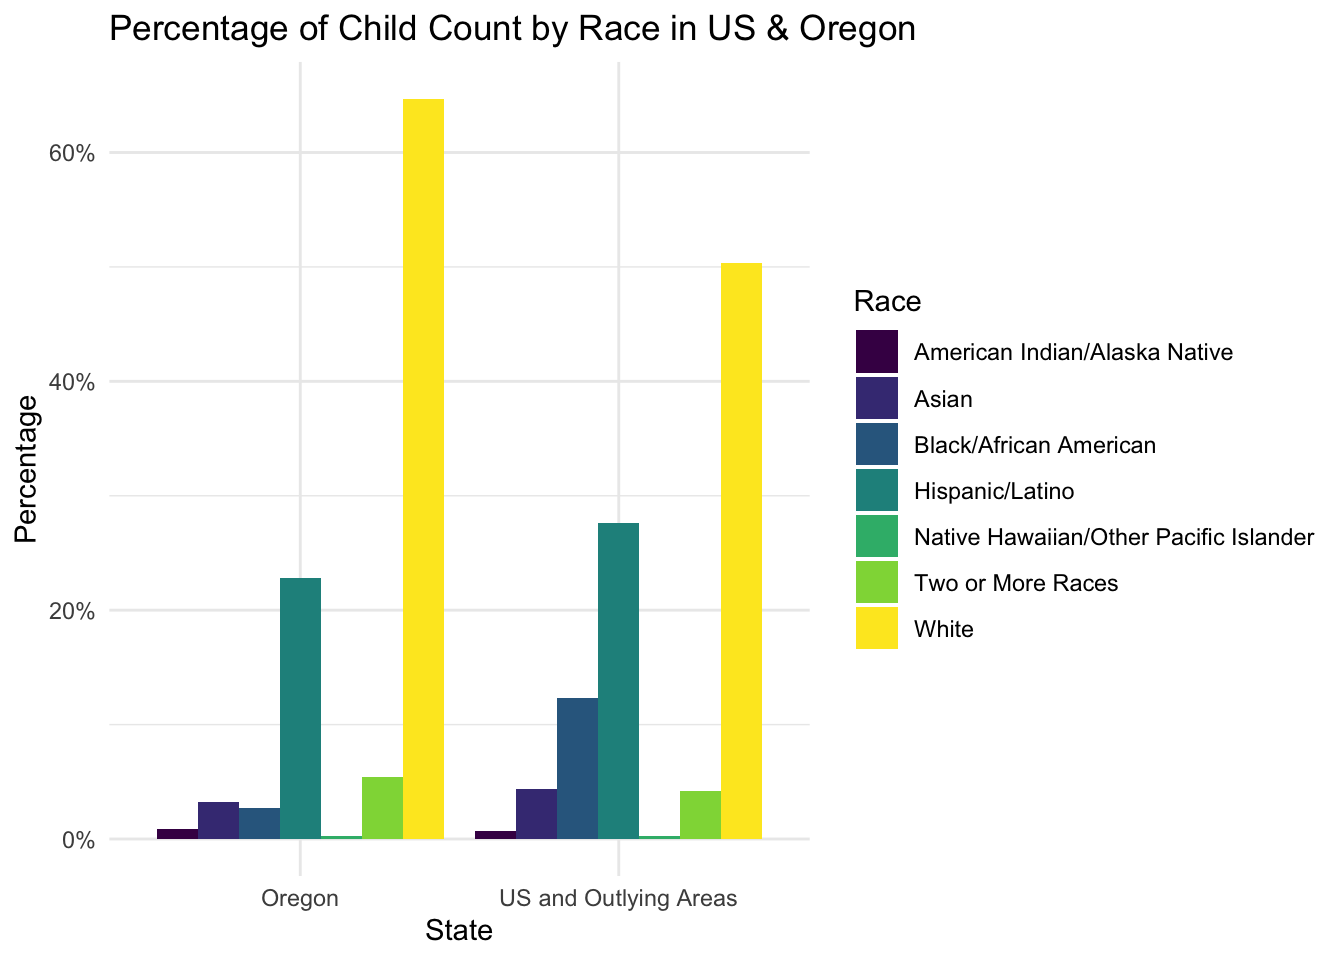 Percentage of Child Count by Race in US & Oregon
Percentage
60%
40%
20%
0%
Oregon
US and Outlying Areas
State
Race
American Indian/Alaska Native
Asian
Black/African American
Hispanic/Latino
Native Hawaiian/Other Pacific Islander
Two or More Races
White